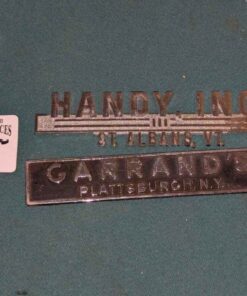 HANDY, INC
ST. ALBANS, VT.
GARRAND'S
PLATTSBURGH N.Y.